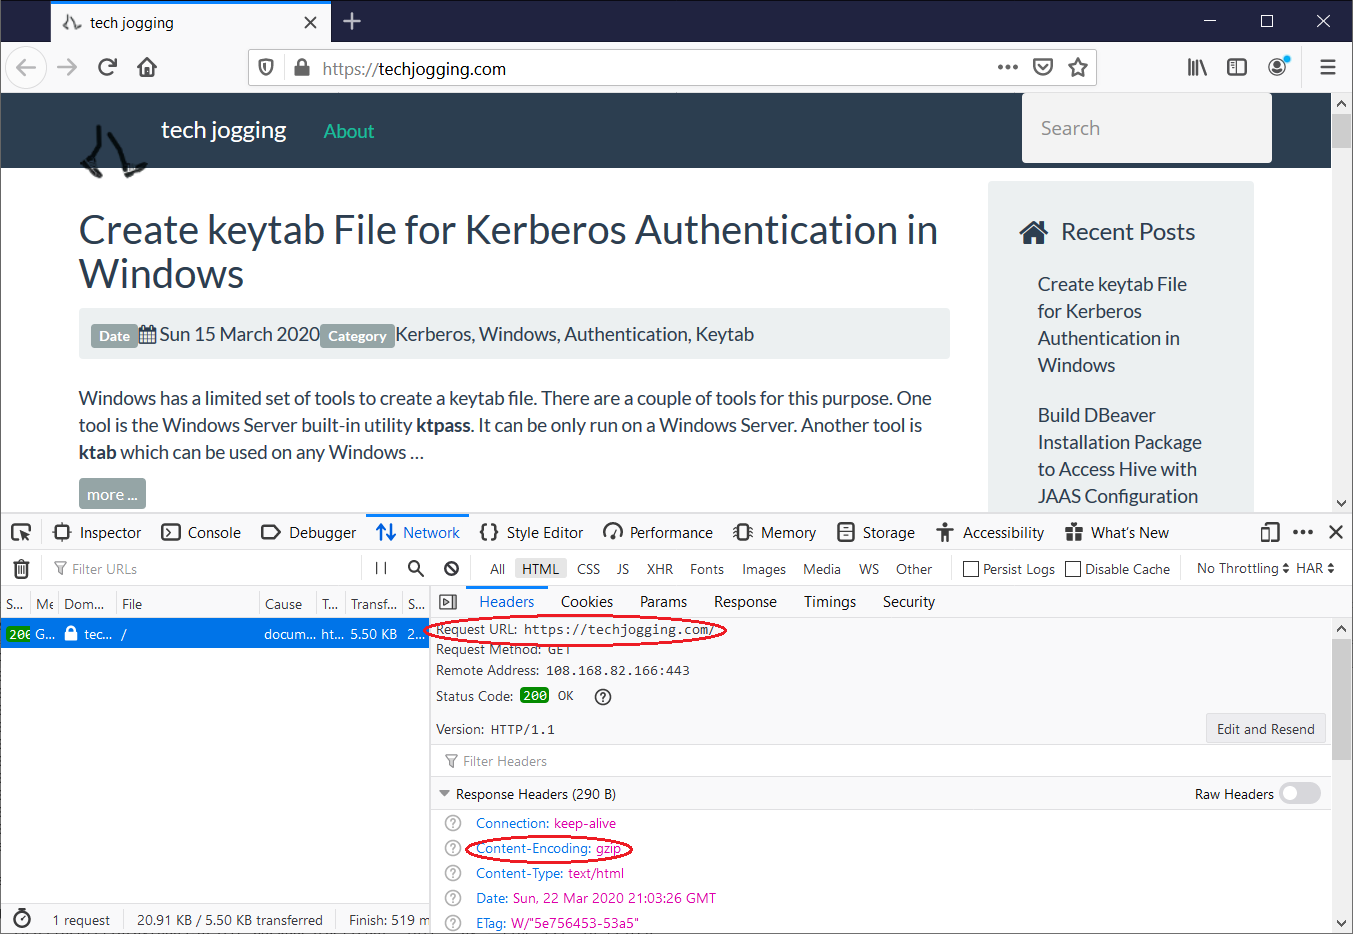 tech jogging
https://techjogging.com
tech jogging About Search
Create keytab File for Kerberos Authentication in
Windows
Date Sun 15 March 2020 Category Kerberos, Windows, Authentication, Keytab
Windows has a limited set of tools to create a keytab file. There are a couple of tools for this purpose. One
tool is the Windows Server built-in utility ktpass. It can be only run on a Windows Server. Another tool is
ktab which can be used on any Windows ...
more ...
Recent Posts
Create keytab File
for Kerberos
Authentication in
Windows
Build DBeaver
Installation Package
to Access Hive with
JAAS Configuration
Inspector Console Debugger Network Style Editor Performance Memory Storage Accessibility What's New
Filter URLs All HTML CSS JS XHR Fonts Images Media WS Other Persist Logs Disable Cache No Throttling HAR
S... Me Dom... File Cause T... Transf... S...
200 G... tec... / docum... ht... 5.50 KB 2...
1 request 20.91 KB / 5.50 KB transferred Finish: 519 m
Headers Cookies Params Response Timings Security
Request URL: https://techjogging.com/
Request Method: GET
Remote Address: 108.168.82.166:443
Status Code: 200 OK
Version: HTTP/1.1 Edit and Resend
Filter Headers
Response Headers (290 B) Raw Headers
Connection: keep-alive
Content-Encoding: gzip
Content-Type: text/html
Date: Sun, 22 Mar 2020 21:03:26 GMT
ETag: W/"5e756453-53a5"